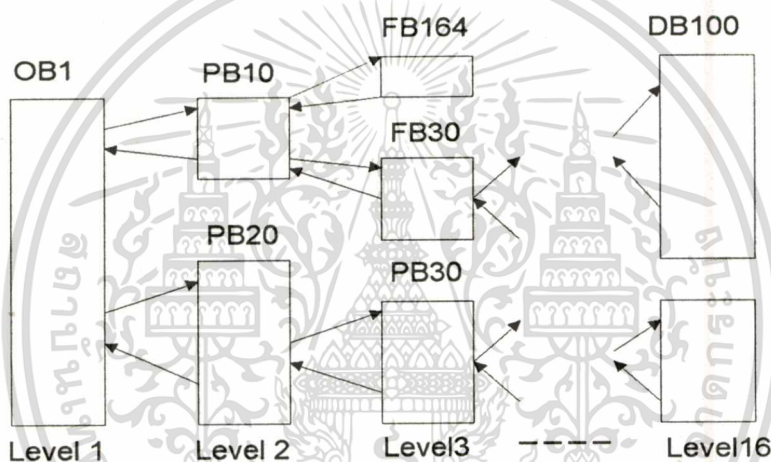 FB164
DB100
OB1
PB10
FB30
PB20
PB30
Level 1
Level 2
Level3
Level16